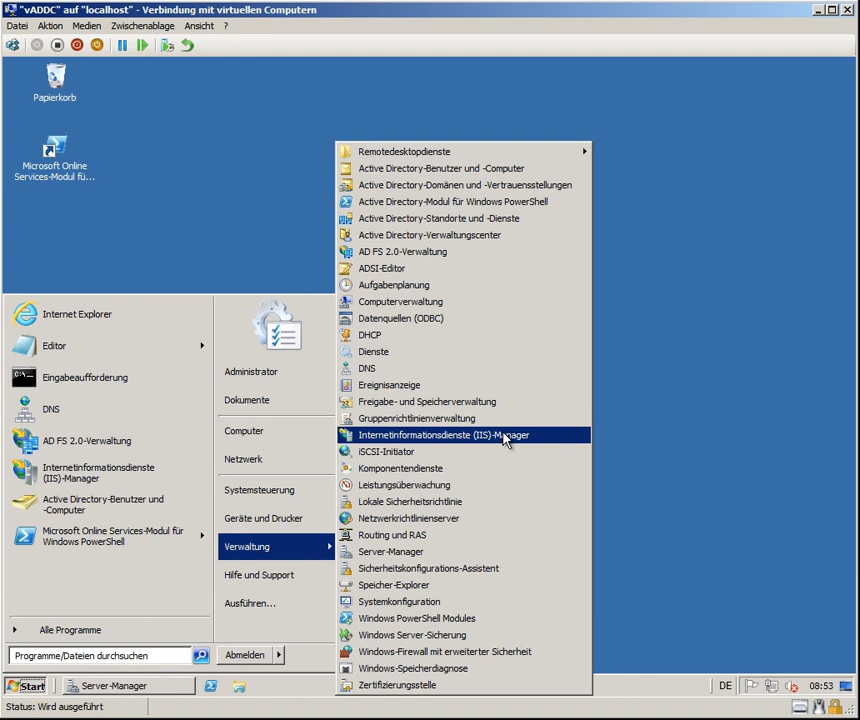 "vADDC" auf "localhost" - Verbindung mit virtuellen Computern
Datei Aktion Medien Zwischenablage Ansicht ?
Papierkorb
Microsoft Online
Services-Modul fü...
Remotedesktopdienste
Active Directory-Benutzer und -Computer
Active Directory-Domänen und -Vertrauensstellungen
Active Directory-Modul für Windows PowerShell
Active Directory-Standorte und -Dienste
Active Directory-Verwaltungscenter
AD FS 2.0-Verwaltung
ADSI-Editor
Aufgabenplanung
Computerverwaltung
Datenquellen (ODBC)
DHCP
Dienste
DNS
Ereignisanzeige
Freigabe- und Speicherverwaltung
Gruppenrichtlinienverwaltung
Internetinformationsdienste (IIS)-Manager
iSCSI-Initiator
Komponentendienste
Leistungsüberwachung
Lokale Sicherheitsrichtlinie
Netzwerkrichtlinienserver
Routing und RAS
Server-Manager
Sicherheitskonfigurations-Assistent
Speicher-Explorer
Systemkonfiguration
Windows PowerShell Modules
Windows Server-Sicherung
Windows-Firewall mit erweiterter Sicherheit
Windows-Speicherdiagnose
Zertifizierungsstelle
Internet Explorer
Editor
Eingabeaufforderung
DNS
AD FS 2.0-Verwaltung
Internetinformationsdienste
(IIS)-Manager
Active Directory-Benutzer und
-Computer
Microsoft Online Services-Modul für
Windows PowerShell
Alle Programme
Programme/Dateien durchsuchen
Administrator
Dokumente
Computer
Netzwerk
Systemsteuerung
Geräte und Drucker
Verwaltung
Hilfe und Support
Ausführen...
Abmelden
Start
Server-Manager
DE
08:53
Status: Wird ausgeführt